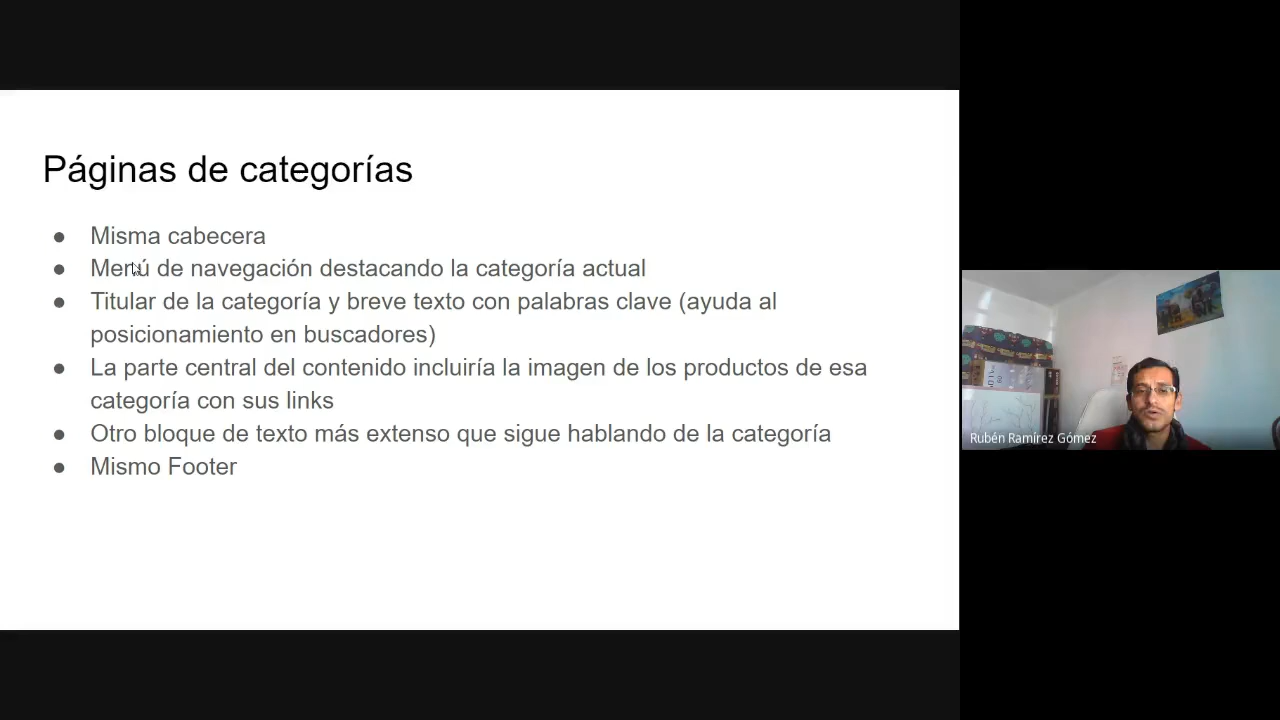 Páginas de categorías
● Misma cabecera
● Menú de navegación destacando la categoría actual
● Titular de la categoría y breve texto con palabras clave (ayuda al
posicionamiento en buscadores)
● La parte central del contenido incluiría la imagen de los productos de esa
categoría con sus links
● Otro bloque de texto más extenso que sigue hablando de la categoría
● Mismo Footer
Rubén Ramírez Gómez